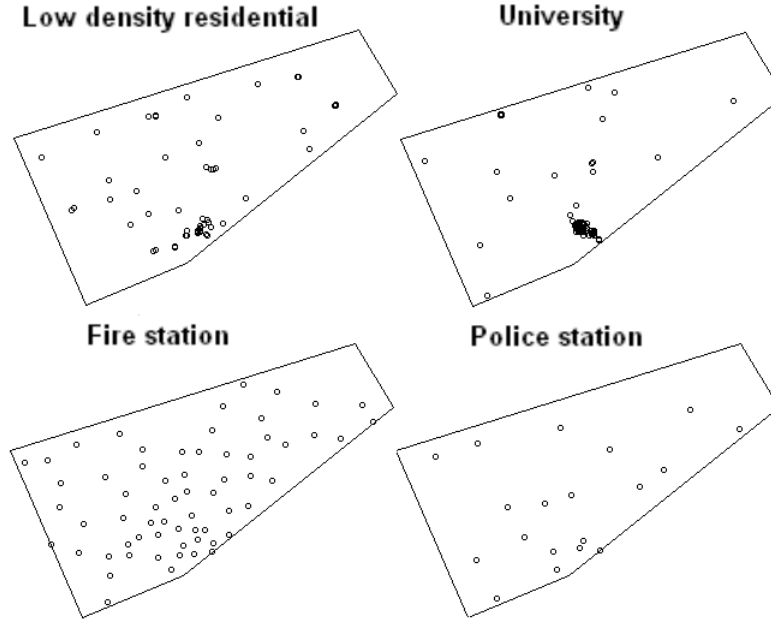 Low density residential
University
Fire station
Police station